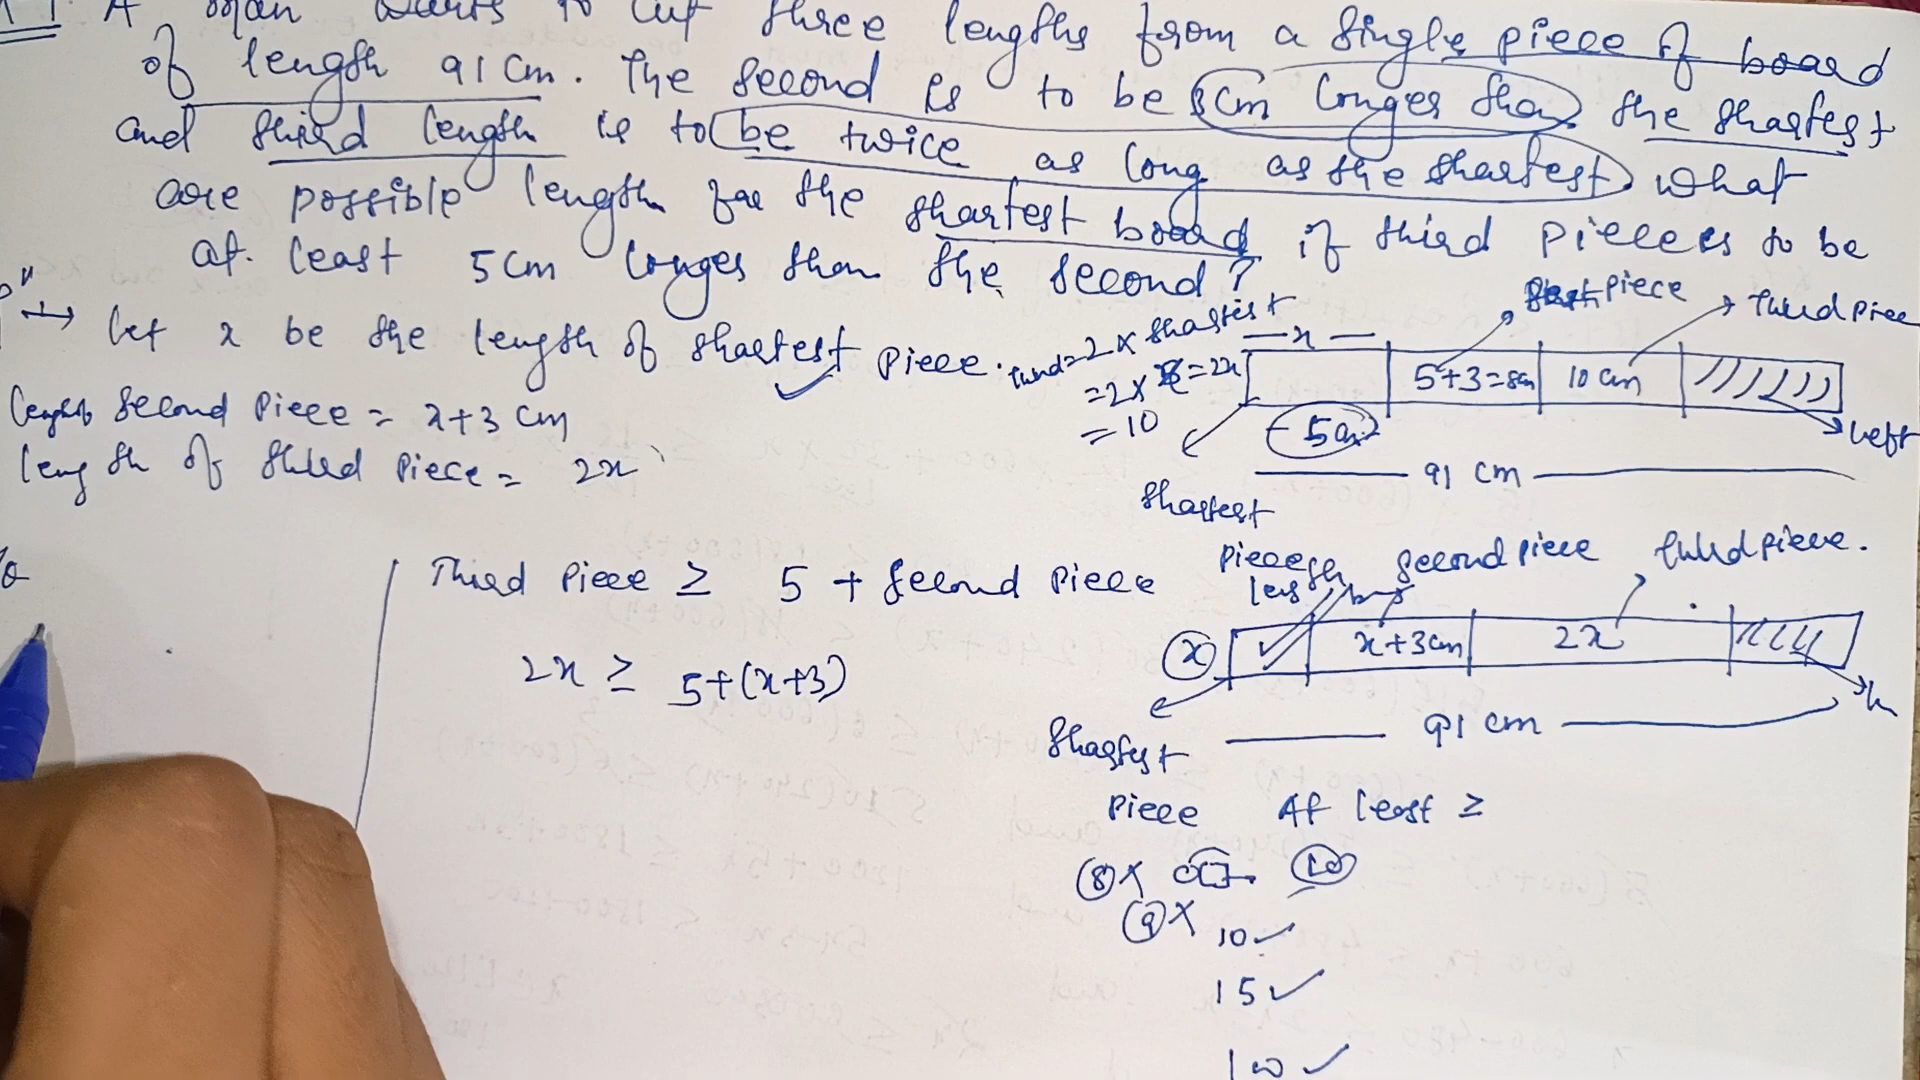 A man wants to cut three lengths from a single piece of board
of length 91 cm. The second is to be 3cm longer than the shortest
and third length is to be twice as long as the shortest. What
are possible length for the shortest board if third pieces to be
at least 5cm longer than the second?
Let x be the length of shortest piece.
length second piece = x+3 cm
length of third piece = 2x
third = 2 x shortest
= 2 x = 2x
= 10
x
piece
third piece
5+3=8cm
10 cm
5cm
left
91 cm
shortest
Third piece ≥ 5 + second piece
2x ≥ 5+(x+3)
second piece
third piece.
x
x+3cm
2x
91 cm
shortest
piece
At least ≥
8 x
10
9 x
10 ✓
15 ✓